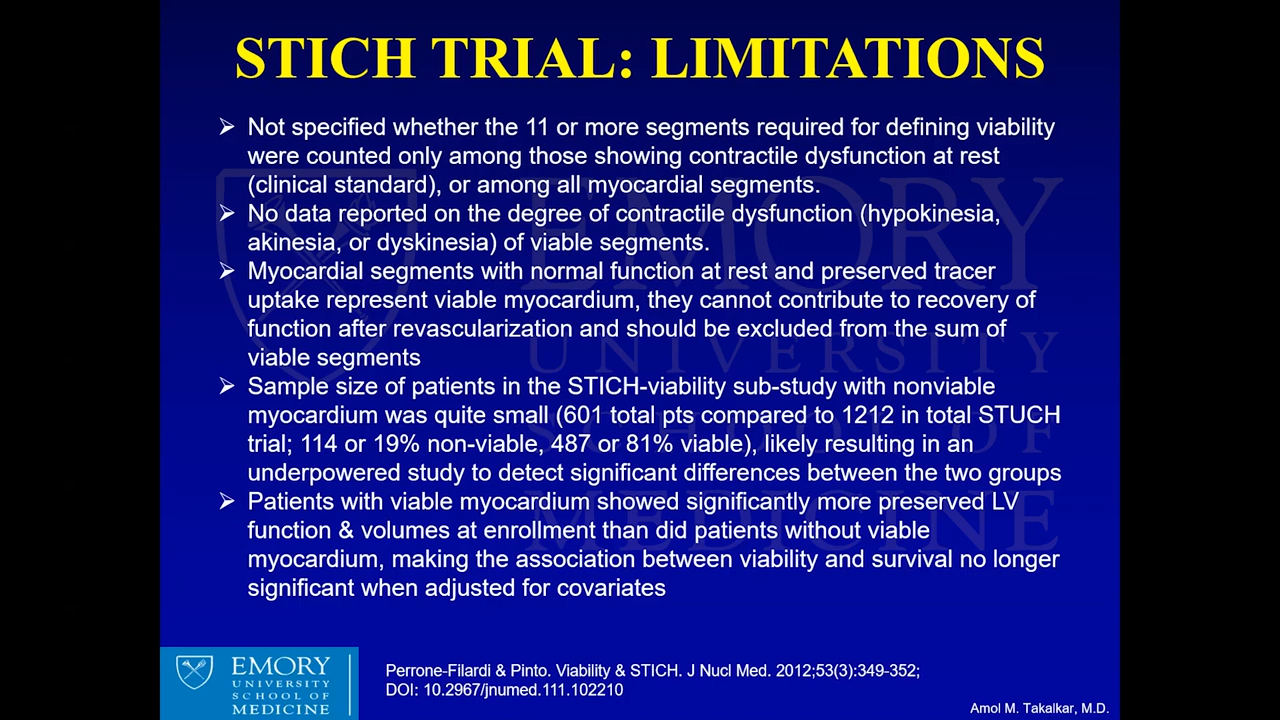 STICH TRIAL: LIMITATIONS
➢ Not specified whether the 11 or more segments required for defining viability
were counted only among those showing contractile dysfunction at rest
(clinical standard), or among all myocardial segments.
➢ No data reported on the degree of contractile dysfunction (hypokinesia,
akinesia, or dyskinesia) of viable segments.
➢ Myocardial segments with normal function at rest and preserved tracer
uptake represent viable myocardium, they cannot contribute to recovery of
function after revascularization and should be excluded from the sum of
viable segments
➢ Sample size of patients in the STICH-viability sub-study with nonviable
myocardium was quite small (601 total pts compared to 1212 in total STUCH
trial; 114 or 19% non-viable, 487 or 81% viable), likely resulting in an
underpowered study to detect significant differences between the two groups
➢ Patients with viable myocardium showed significantly more preserved LV
function & volumes at enrollment than did patients without viable
myocardium, making the association between viability and survival no longer
significant when adjusted for covariates
EMORY
UNIVERSITY
SCHOOL OF
MEDICINE
EMORY
UNIVERSITY
SCHOOL OF
MEDICINE
Perrone-Filardi & Pinto. Viability & STICH. J Nucl Med. 2012;53(3):349-352;
DOI: 10.2967/jnumed.111.102210
Amol M. Takalkar, M.D.